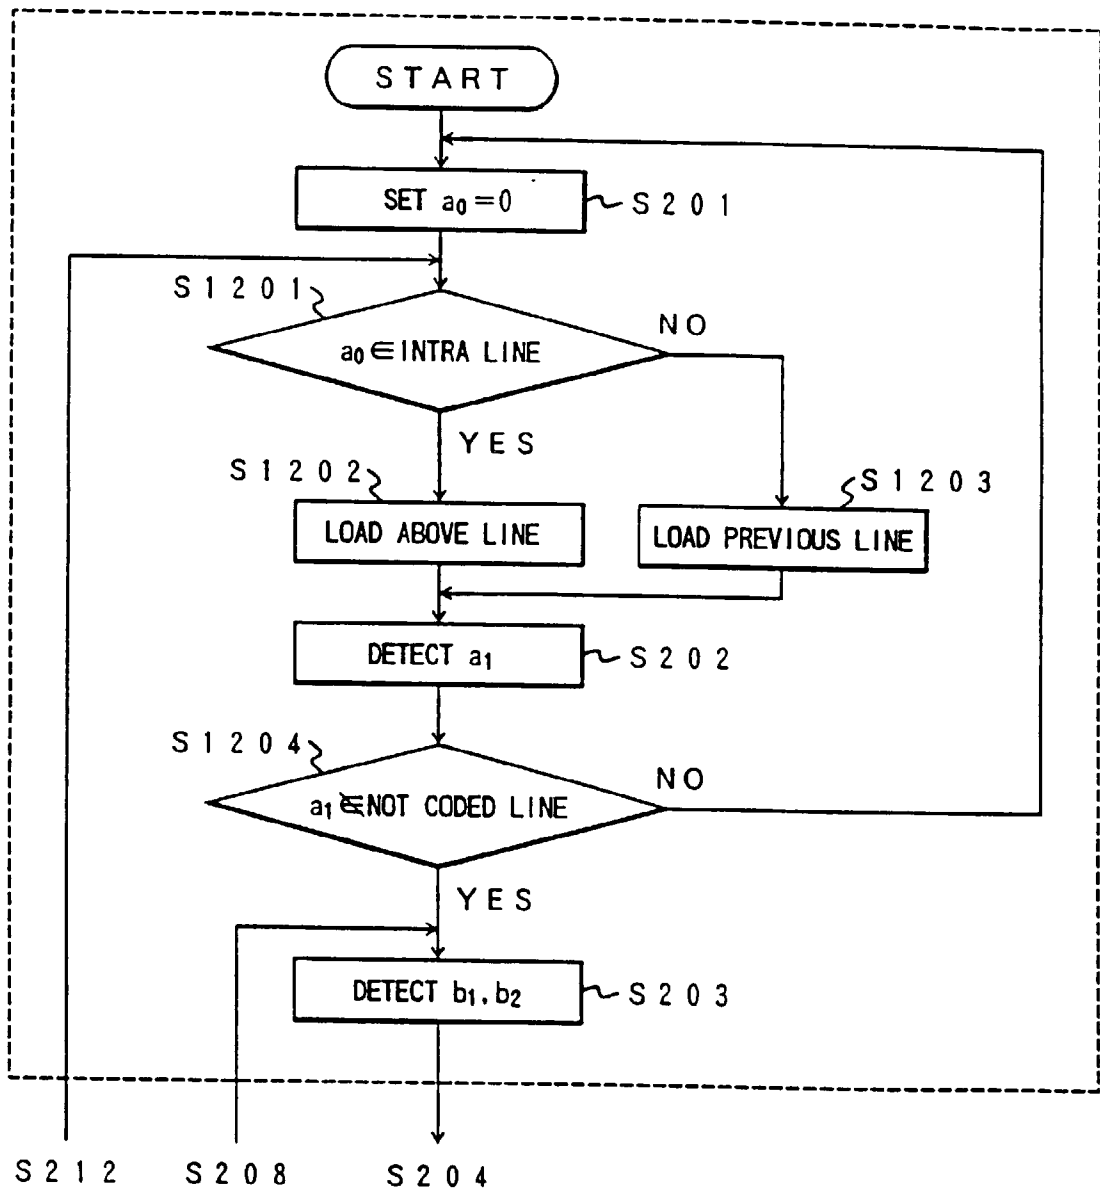 START
SET a₀=0
S201
S1201
a₀∈INTRA LINE
NO
YES
S1202
LOAD ABOVE LINE
S1203
LOAD PREVIOUS LINE
DETECT a₁
S202
S1204
a₁∉NOT CODED LINE
NO
YES
DETECT b₁.b₂
S203
S212
S208
S204